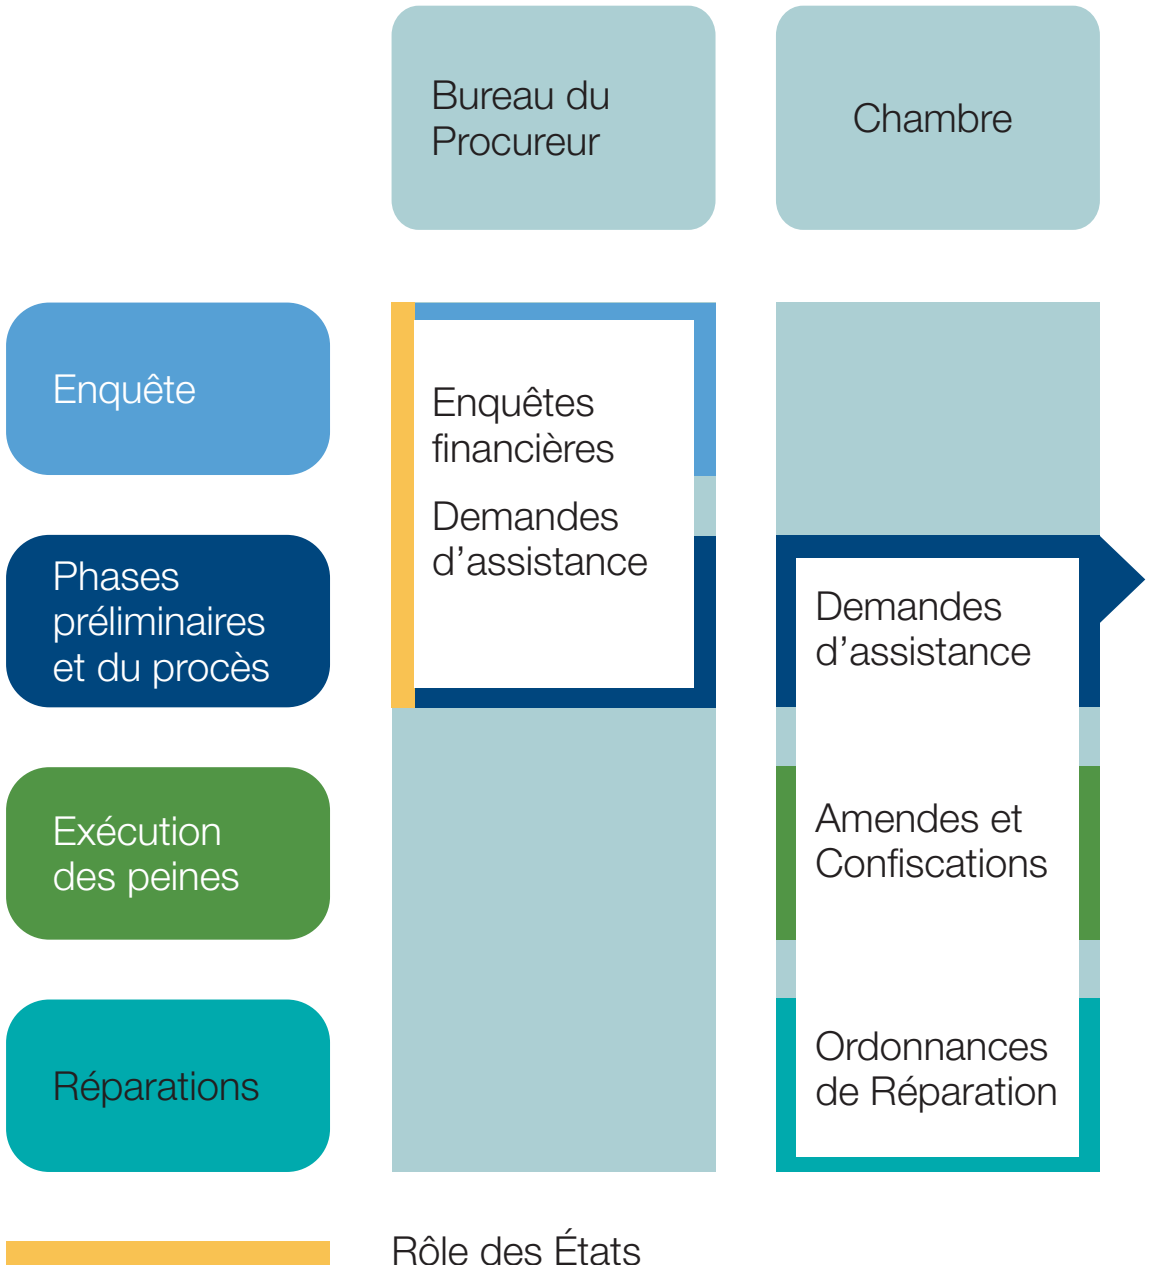 Bureau du
Procureur
Chambre
Enquête
Enquêtes
financières
Demandes
d’assistance
Phases
préliminaires
et du procès
Demandes
d’assistance
Exécution
des peines
Amendes et
Confiscations
Réparations
Ordonnances
de Réparation
Rôle des États